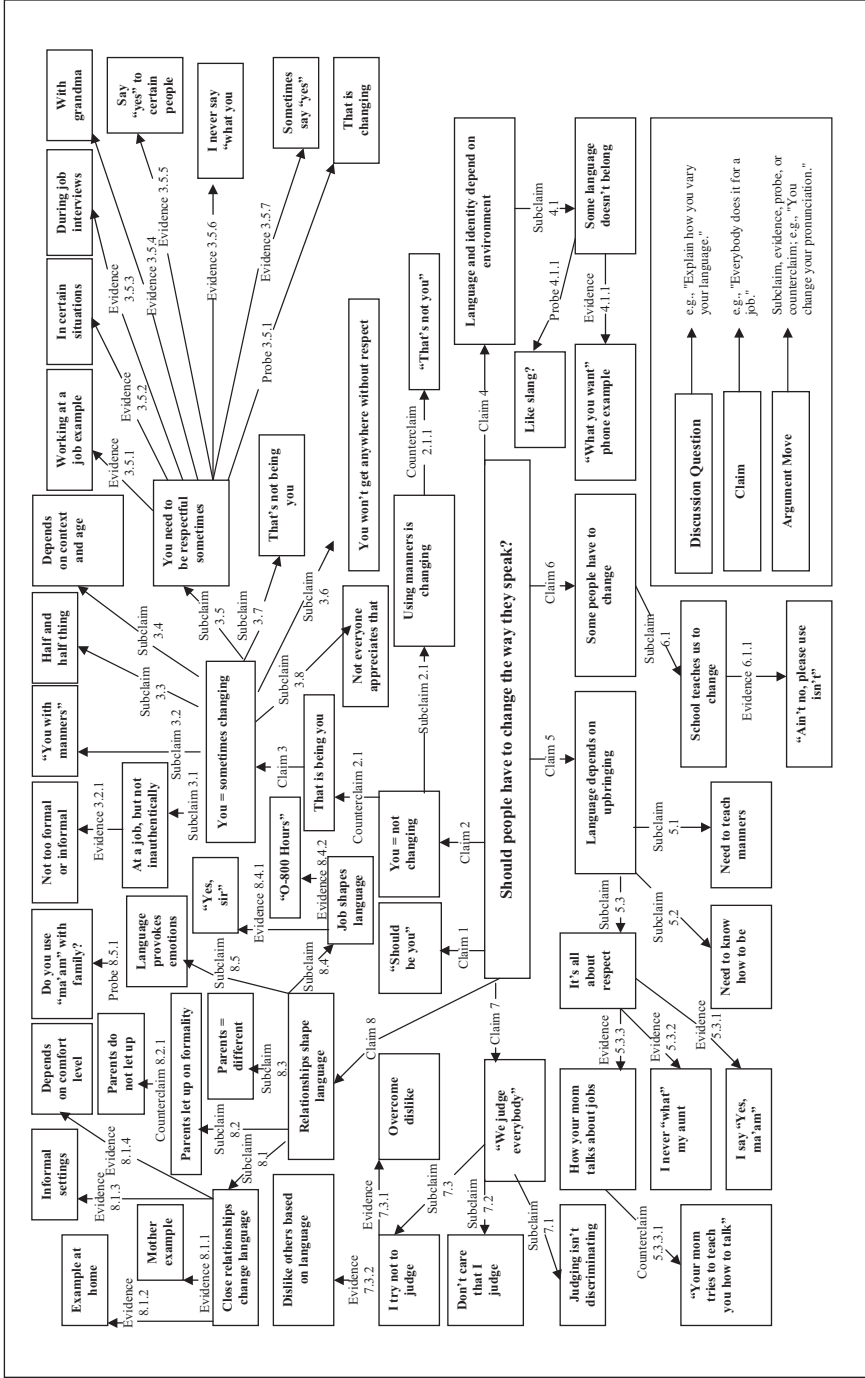 Example at
home
Informal
settings
Depends
on comfort
level
Do you use
“ma’am” with
family?
Not too formal
or informal
“You with
manners”
Half and
half thing
Depends
on context
and age
Working at a
job example
In certain
situations
During job
interviews
With
grandma
Evidence
8.1.2
Mother
example
Evidence 8.1.1
Evidence
8.1.3
Evidence
8.1.4
Parents do
not let up
Counterclaim 8.2.1
Probe 8.5.1
Language
provokes
emotions
Evidence 3.2.1
At a job, but not
inauthentically
Subclaim 3.1
Subclaim 3.2
Subclaim
3.3
Subclaim
3.4
Evidence
3.5.1
Evidence
3.5.2
Evidence
3.5.3
Evidence 3.5.4
Evidence 3.5.5
Say
“yes” to
certain
people
Close relationships
change language
Subclaim
8.1
Parents let up on formality
Subclaim
8.2
Parents =
different
Subclaim
8.3
Subclaim
8.5
“Yes,
sir”
Evidence 8.4.1
“O-800 Hours”
Evidence 8.4.2
You = sometimes changing
Subclaim
3.5
You need to
be respectful
sometimes
Evidence 3.5.6
I never say
“what you
Evidence 3.5.7
Sometimes
say “yes”
Probe 3.5.1
That is
changing
Relationships shape
language
Subclaim
8.4
Job shapes
language
Claim 3
That is being you
Counterclaim 2.1
Subclaim
3.7
That’s not being
you
Subclaim
3.6
You won’t get anywhere without respect
Subclaim
3.8
Not everyone
appreciates that
Dislike others based
on language
Overcome
dislike
Evidence
7.3.2
Evidence
7.3.1
I try not to
judge
Claim 8
“Should
be you”
Claim 1
You = not
changing
Claim 2
Subclaim 2.1
Using manners is
changing
Counterclaim
2.1.1
“That’s not you”
Subclaim
7.3
“We judge
everybody”
Claim 7
Should people have to change the way they speak?
Claim 4
Language and identity depend on
environment
Don’t care
that I
judge
Subclaim
7.2
Subclaim
7.1
Judging isn’t
discriminating
Claim 5
Claim 6
Subclaim
4.1
Some language
doesn’t belong
Probe 4.1.1
Like slang?
Evidence
4.1.1
“What you want”
phone example
How your mom
talks about jobs
Evidence
5.3.3
It’s all
about
respect
Subclaim
5.3
Language depends on
upbringing
Some people have to
change
Counterclaim
5.3.3.1
“Your mom
tries to teach
you how to talk”
I never “what”
my aunt
Evidence
5.3.2
I say “Yes,
ma’am”
Evidence
5.3.1
Subclaim
5.2
Need to know
how to be
Subclaim
5.1
Need to teach
manners
Subclaim
6.1
School teaches us to
change
Evidence 6.1.1
“Ain’t no, please use
isn’t”
Discussion Question
e.g., "Explain how you vary
your language."
Claim
e.g., "Everybody does it for a
job."
Argument Move
Subclaim, evidence, probe, or
counterclaim; e.g., "You
change your pronunciation."